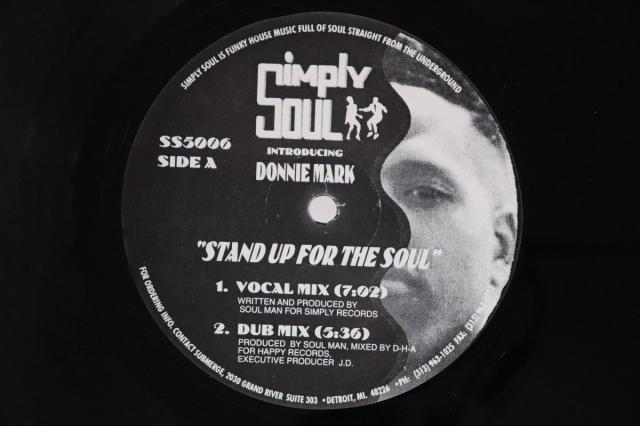 SIMPLY SOUL IS FUNKY HOUSE MUSIC FULL OF SOUL STRAIGHT FROM THE UNDERGROUND
Simply
SOUL
SS5006
SIDE A
INTRODUCING
DONNIE MARK
"STAND UP FOR THE SOUL"
1. VOCAL MIX (7:02)
WRITTEN AND PRODUCED BY
SOUL MAN FOR SIMPLY RECORDS
2. DUB MIX (5:36)
PRODUCED BY SOUL MAN, MIXED BY D-H-A
FOR HAPPY RECORDS,
EXECUTIVE PRODUCER J.D.
FOR ORDERING INFO. CONTACT SUBMERGE, 2030 GRAND RIVER SUITE 303 • DETROIT, MI. 48226 • PH: (313) 963-1025 FAX: